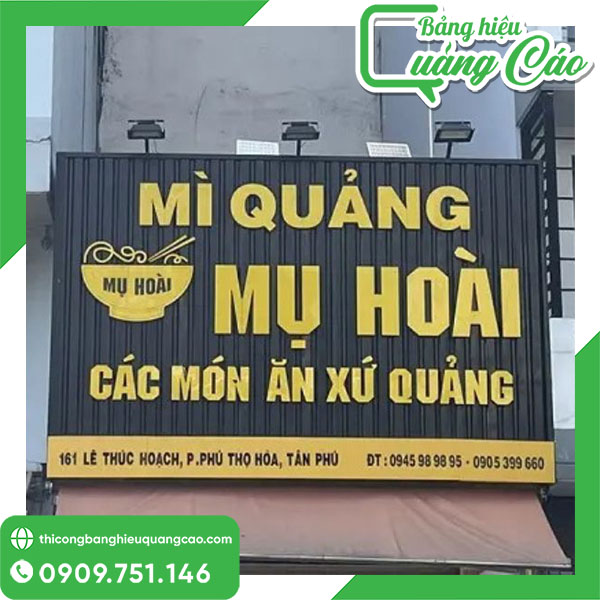 Bảng hiệu
Quảng Cáo
MÌ QUẢNG
MỤ HOÀI
MỤ HOÀI
CÁC MÓN ĂN XỨ QUẢNG
161 LÊ THÚC HOẠCH, P.PHÚ THỌ HÒA, TÂN PHÚ ĐT : 0945 98 98 95 - 0905 399 660
thicongbanghieuquangcao.com
0909.751.146